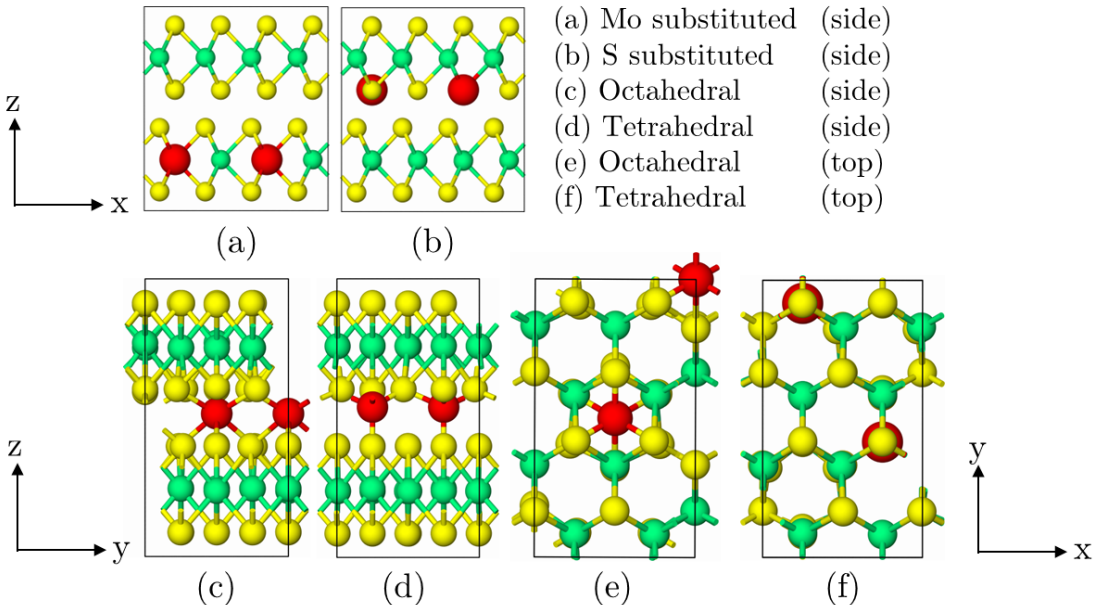 (a) Mo substituted (side)
(b) S substituted (side)
(c) Octahedral (side)
(d) Tetrahedral (side)
(e) Octahedral (top)
(f) Tetrahedral (top)
z
x
(a)
(b)
z
y
y
x
(c)
(d)
(e)
(f)